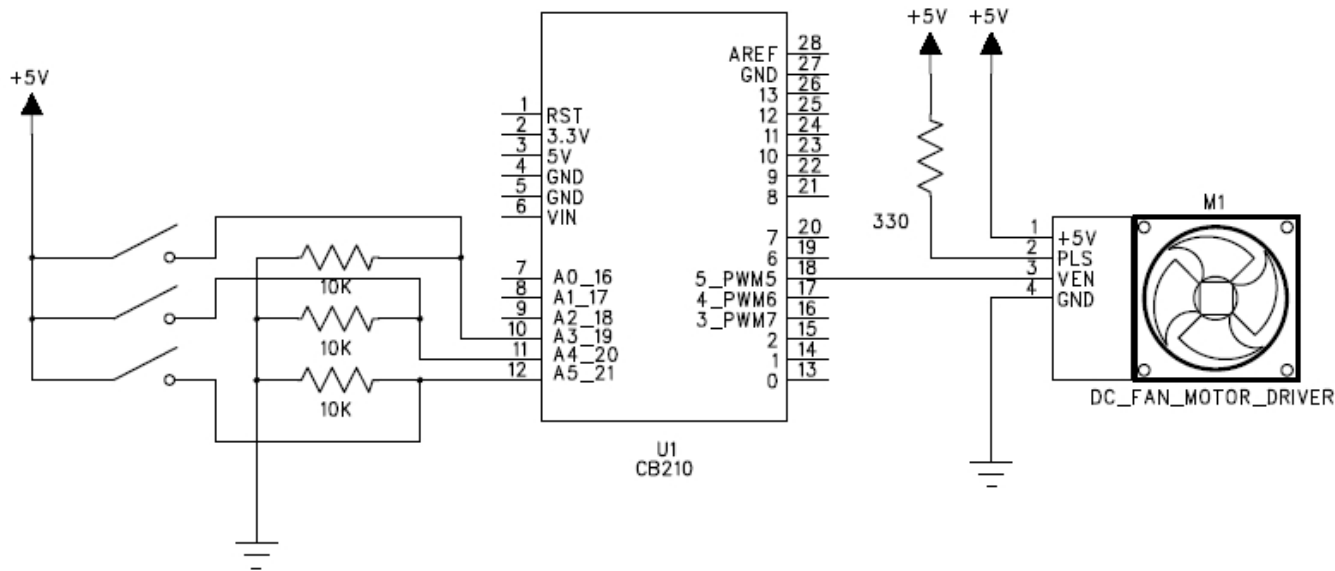 +5V
10K
10K
10K
1
RST
2
3.3V
3
5V
4
GND
5
GND
6
VIN
7
A0_16
8
A1_17
9
A2_18
10
A3_19
11
A4_20
12
A5_21
AREF
28
GND
27
13
26
12
25
11
24
10
23
9
22
8
21
7
20
6
19
5_PWM5
18
4_PWM6
17
3_PWM7
16
2
15
1
14
0
13
U1
CB210
+5V
+5V
330
M1
1
+5V
2
PLS
3
VEN
4
GND
DC_FAN_MOTOR_DRIVER